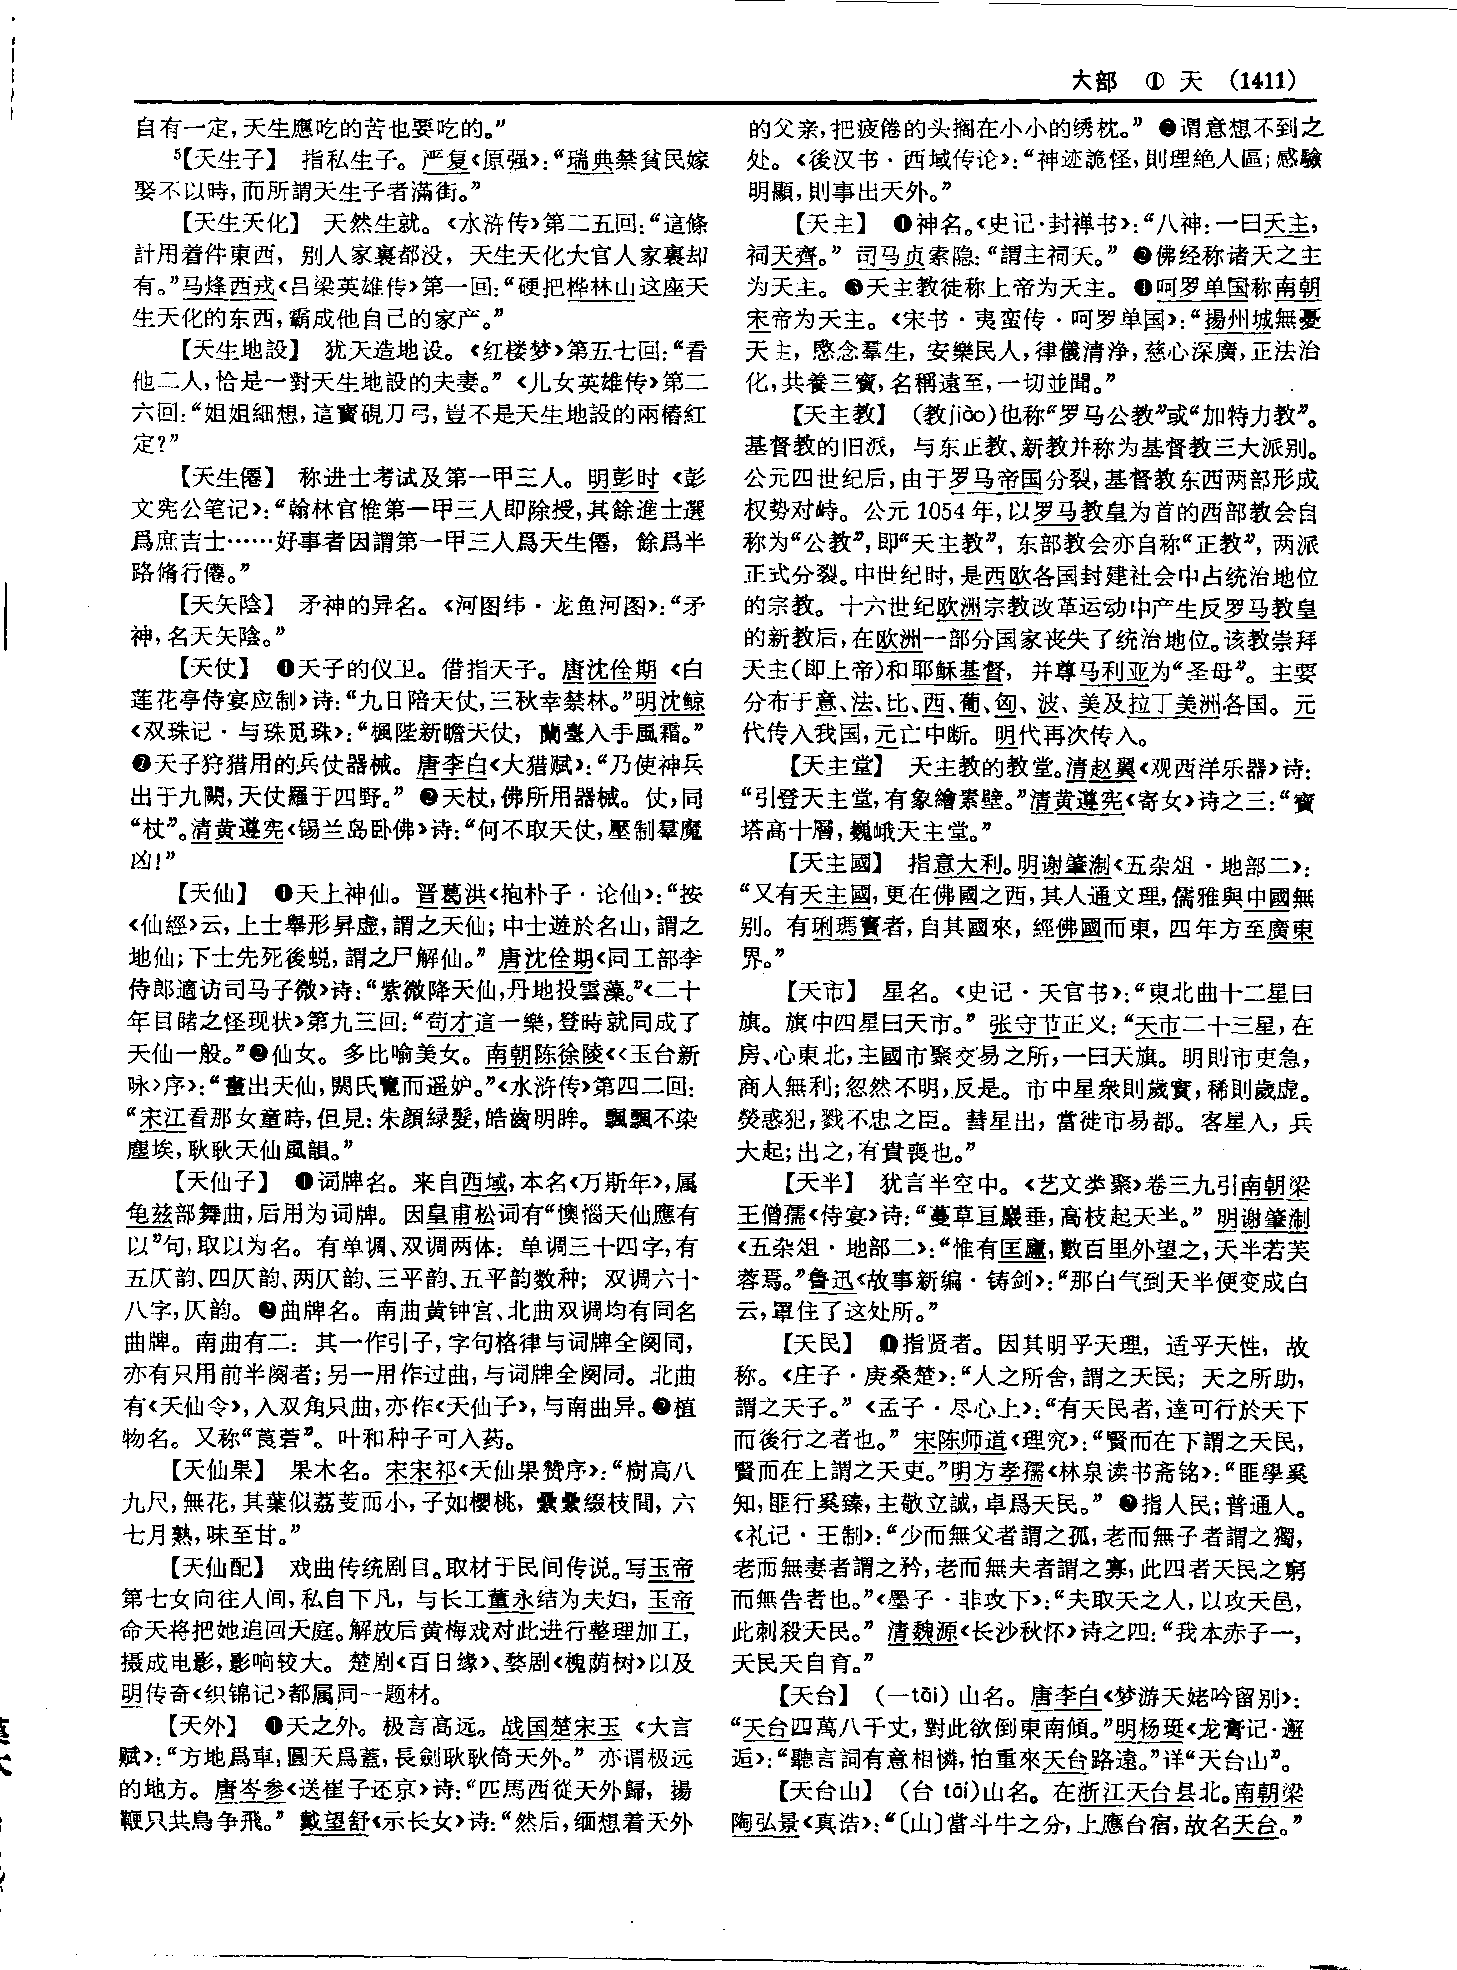 大部 ① 天 (1411)
自有一定,天生應吃的苦也要吃的。”
⁵【天生子】 指私生子。严复《原强》:“瑞典禁貧民嫁
娶不以時,而所謂天生子者滿街。”
【天生天化】 天然生就。《水浒传》第二五回:“這條
計用着件東西, 别人家裏都没, 天生天化大官人家裏却
有。”马烽西戎《吕梁英雄传》第一回:“硬把桦林山这座天
生天化的东西,霸成他自己的家产。”
【天生地設】 犹天造地设。《红楼梦》第五七回:“看
他二人,恰是一對天生地設的夫妻。”《儿女英雄传》第二
六回:“姐姐細想,這寶硯刀弓,豈不是天生地設的兩樁紅
定?”
【天生僊】 称进士考试及第一甲三人。明彭时《彭
文宪公笔记》:“翰林官惟第一甲三人即除授,其餘進士選
爲庶吉士……好事者因謂第一甲三人爲天生僊, 餘爲半
路脩行僊。”
【天矢陰】 矛神的异名。《河图纬·龙鱼河图》:“矛
神,名天矢陰。”
【天仗】 ❶天子的仪卫。借指天子。唐沈佺期《白
莲花亭侍宴应制》诗:“九日陪天仗,三秋幸禁林。”明沈鲸
《双珠记·与珠觅珠》:“楓陛新瞻天仗, 蘭臺入手風霜。”
❷天子狩猎用的兵仗器械。唐李白《大猎赋》:“乃使神兵
出于九闕,天仗羅于四野。” ❸天杖,佛所用器械。仗,同
“杖”。清黄遵宪《锡兰岛卧佛》诗:“何不取天仗,壓制羣魔
凶!”
【天仙】 ❶天上神仙。晋葛洪《抱朴子·论仙》:“按
《仙經》云,上士舉形昇虚,謂之天仙;中士遊於名山,謂之
地仙;下士先死後蜕,謂之尸解仙。”唐沈佺期《同工部李
侍郎適访司马子微》诗:“紫微降天仙,丹地投雲藻。”《二十
年目睹之怪现状》第九三回:“苟才這一樂,登時就同成了
天仙一般。”❷仙女。多比喻美女。南朝陈徐陵《〈玉台新
咏〉序》:“畫出天仙,閼氏覽而遥妒。”《水浒传》第四二回:
“宋江看那女童時,但見:朱顔緑髮,皓齒明眸。飄飄不染
塵埃,耿耿天仙風韻。”
【天仙子】 ❶词牌名。来自西域,本名《万斯年》,属
龟兹部舞曲,后用为词牌。因皇甫松词有“懊惱天仙應有
以”句,取以为名。有单调、双调两体: 单调三十四字,有
五仄韵、四仄韵、两仄韵、三平韵、五平韵数种; 双调六十
八字,仄韵。❷曲牌名。南曲黄钟宫、北曲双调均有同名
曲牌。南曲有二: 其一作引子,字句格律与词牌全阕同,
亦有只用前半阕者;另一用作过曲,与词牌全阕同。北曲
有《天仙令》,入双角只曲,亦作《天仙子》,与南曲异。❸植
物名。又称“莨菪”。叶和种子可入药。
【天仙果】 果木名。宋宋祁《天仙果赞序》:“樹高八
九尺,無花,其葉似荔芰而小,子如櫻桃, 纍纍缀枝間, 六
七月熟,味至甘。”
【天仙配】 戏曲传统剧目。取材于民间传说。写玉帝
第七女向往人间,私自下凡, 与长工董永结为夫妇, 玉帝
命天将把她追回天庭。解放后黄梅戏对此进行整理加工,
摄成电影,影响较大。楚剧《百日缘》、婺剧《槐荫树》以及
明传奇《织锦记》都属同一题材。
【天外】 ❶天之外。极言高远。战国楚宋玉《大言
赋》:“方地爲車,圓天爲蓋,長劍耿耿倚天外。” 亦谓极远
的地方。唐岑参《送崔子还京》诗:“匹馬西從天外歸, 揚
鞭只共鳥争飛。” 戴望舒《示长女》诗:“然后,缅想着天外
的父亲,把疲倦的头搁在小小的绣枕。” ❷谓意想不到之
处。《後汉书·西域传论》:“神迹詭怪,則理絶人區;感驗
明顯,則事出天外。”
【天主】 ❶神名。《史记·封禅书》:“八神:一曰天主,
祠天齊。” 司马贞索隐:“謂主祠天。” ❷佛经称诸天之主
为天主。❸天主教徒称上帝为天主。❹呵罗单国称南朝
宋帝为天主。《宋书·夷蛮传·呵罗单国》:“揚州城無憂
天主, 愍念羣生, 安樂民人,律儀清浄,慈心深廣,正法治
化,共養三寶,名稱遠至,一切並聞。”
【天主教】 (教jiào)也称“罗马公教”或“加特力教”。
基督教的旧派, 与东正教、新教并称为基督教三大派别。
公元四世纪后,由于罗马帝国分裂,基督教东西两部形成
权势对峙。公元1054年,以罗马教皇为首的西部教会自
称为“公教”,即“天主教”, 东部教会亦自称“正教”, 两派
正式分裂。中世纪时,是西欧各国封建社会中占统治地位
的宗教。十六世纪欧洲宗教改革运动中产生反罗马教皇
的新教后,在欧洲一部分国家丧失了统治地位。该教崇拜
天主(即上帝)和耶稣基督, 并尊马利亚为“圣母”。主要
分布于意、法、比、西、葡、匈、波、美及拉丁美洲各国。元
代传入我国,元亡中断。明代再次传入。
【天主堂】 天主教的教堂。清赵翼《观西洋乐器》诗:
“引登天主堂,有象繪素壁。”清黄遵宪《寄女》诗之三:“寶
塔高十層,巍峨天主堂。”
【天主國】 指意大利。明谢肇淛《五杂俎·地部二》:
“又有天主國,更在佛國之西,其人通文理,儒雅與中國無
别。有琍瑪竇者,自其國來, 經佛國而東, 四年方至廣東
界。”
【天市】 星名。《史记·天官书》:“東北曲十二星曰
旗。旗中四星曰天市。” 张守节正义:“天市二十三星,在
房、心東北,主國市聚交易之所,一曰天旗。明則市吏急,
商人無利;忽然不明,反是。市中星衆則歲實,稀則歲虚。
熒惑犯,戮不忠之臣。彗星出,當徙市易都。客星入, 兵
大起;出之,有貴喪也。”
【天半】 犹言半空中。《艺文类聚》卷三九引南朝梁
王僧孺《侍宴》诗:“蔓草亘巖垂,高枝起天半。” 明谢肇淛
《五杂俎·地部二》:“惟有匡廬,數百里外望之,天半若芙
蓉焉。”鲁迅《故事新编·铸剑》:“那白气到天半便变成白
云,罩住了这处所。”
【天民】 ❶指贤者。因其明乎天理, 适乎天性, 故
称。《庄子·庚桑楚》:“人之所舍,謂之天民; 天之所助,
謂之天子。”《孟子·尽心上》:“有天民者,達可行於天下
而後行之者也。” 宋陈师道《理究》:“賢而在下謂之天民,
賢而在上謂之天吏。”明方孝孺《林泉读书斋铭》:“匪學奚
知,匪行奚臻,主敬立誠,卓爲天民。” ❷指人民;普通人。
《礼记·王制》:“少而無父者謂之孤,老而無子者謂之獨,
老而無妻者謂之矜,老而無夫者謂之寡,此四者天民之窮
而無告者也。”《墨子·非攻下》:“夫取天之人,以攻天邑,
此刺殺天民。” 清魏源《长沙秋怀》诗之四:“我本赤子一,
天民天自育。”
【天台】 (—tāi)山名。唐李白《梦游天姥吟留别》:
“天台四萬八千丈,對此欲倒東南傾。”明杨珽《龙膏记·邂
逅》:“聽言詞有意相憐,怕重來天台路遠。”详“天台山”。
【天台山】 (台 tāi)山名。在浙江天台县北。南朝梁
陶弘景《真诰》:“〔山〕當斗牛之分,上應台宿,故名天台。”